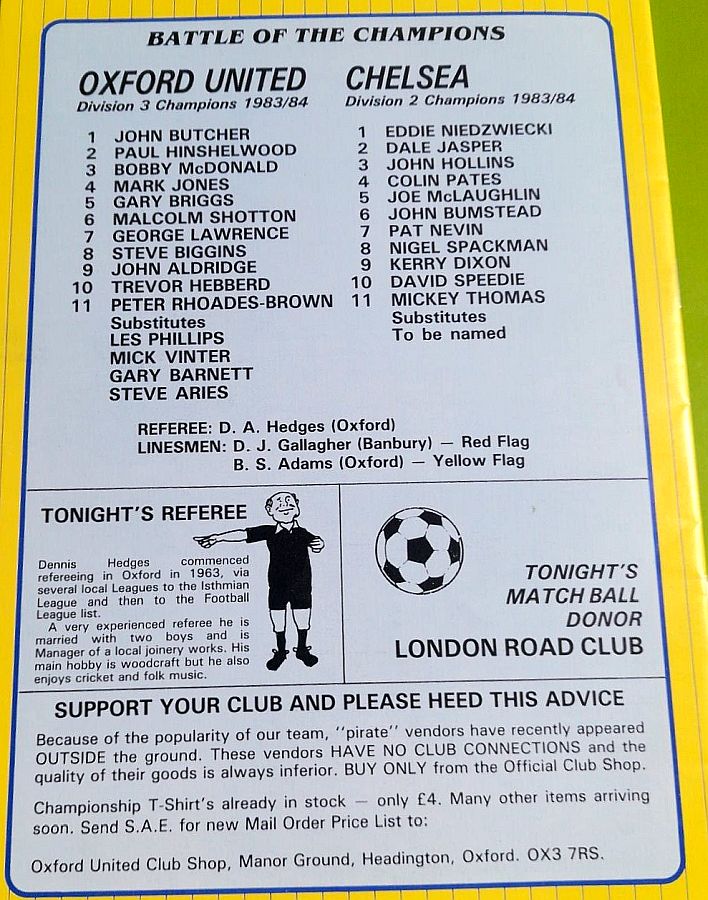 BATTLE OF THE CHAMPIONS
OXFORD UNITED
Division 3 Champions 1983/84
1 JOHN BUTCHER
2 PAUL HINSHELWOOD
3 BOBBY McDONALD
4 MARK JONES
5 GARY BRIGGS
6 MALCOLM SHOTTON
7 GEORGE LAWRENCE
8 STEVE BIGGINS
9 JOHN ALDRIDGE
10 TREVOR HEBBERD
11 PETER RHOADES-BROWN
Substitutes
LES PHILLIPS
MICK VINTER
GARY BARNETT
STEVE ARIES
CHELSEA
Division 2 Champions 1983/84
1 EDDIE NIEDZWIECKI
2 DALE JASPER
3 JOHN HOLLINS
4 COLIN PATES
5 JOE McLAUGHLIN
6 JOHN BUMSTEAD
7 PAT NEVIN
8 NIGEL SPACKMAN
9 KERRY DIXON
10 DAVID SPEEDIE
11 MICKEY THOMAS
Substitutes
To be named
REFEREE: D. A. Hedges (Oxford)
LINESMEN: D. J. Gallagher (Banbury) — Red Flag
B. S. Adams (Oxford) — Yellow Flag
TONIGHT'S REFEREE
Dennis Hedges commenced
refereeing in Oxford in 1963, via
several local Leagues to the Isthmian
League and then to the Football
League list.
A very experienced referee he is
married with two boys and is
Manager of a local joinery works. His
main hobby is woodcraft but he also
enjoys cricket and folk music.
TONIGHT'S
MATCH BALL
DONOR
LONDON ROAD CLUB
SUPPORT YOUR CLUB AND PLEASE HEED THIS ADVICE
Because of the popularity of our team, "pirate" vendors have recently appeared
OUTSIDE the ground. These vendors HAVE NO CLUB CONNECTIONS and the
quality of their goods is always inferior. BUY ONLY from the Official Club Shop.
Championship T-Shirt's already in stock — only £4. Many other items arriving
soon. Send S.A.E. for new Mail Order Price List to:
Oxford United Club Shop, Manor Ground, Headington, Oxford. OX3 7RS.